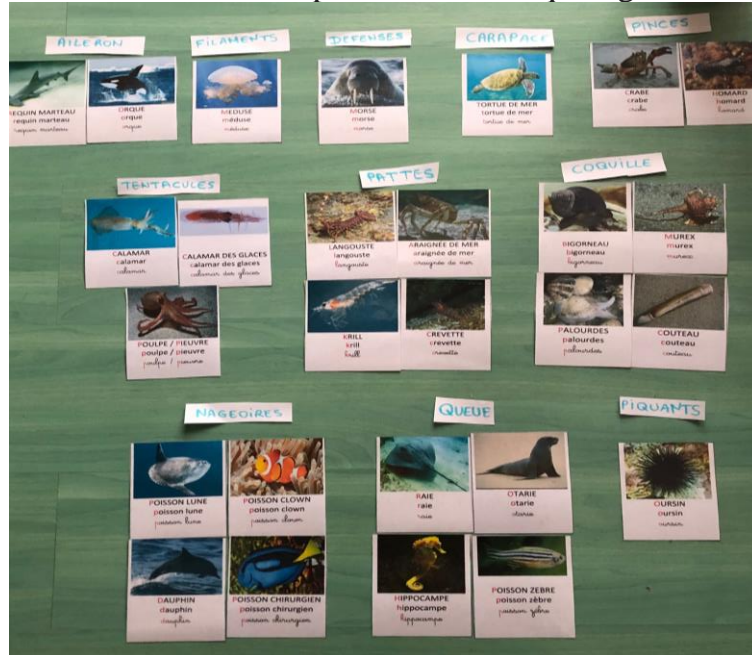 AILERON
FILAMENTS
DEFENSES
CARAPACE
PINCES
EQUIN MARTEAU
requin marteau
requin marteau
ORQUE
orque
orque
MEDUSE
méduse
méduse
MORSE
morse
morse
TORTUE DE MER
tortue de mer
tortue de mer
CRABE
crabe
crabe
HOMARD
homard
homard
TENTACULES
PATTES
COQUILLE
CALAMAR
calamar
calamar
CALAMAR DES GLACES
calamar des glaces
calamar des glaces
LANGOUSTE
langouste
langouste
ARAIGNÉE DE MER
araignée de mer
araignée de mer
BIGORNEAU
bigorneau
bigorneau
MUREX
murex
murex
POULPE / PIEUVRE
poulpe / pieuvre
poulpe / pieuvre
KRILL
krill
krill
CREVETTE
crevette
crevette
PALOURDES
palourdes
palourdes
COUTEAU
couteau
couteau
NAGEOIRES
QUEUE
PIQUANTS
POISSON LUNE
poisson lune
poisson lune
POISSON CLOWN
poisson clown
poisson clown
RAIE
raie
raie
OTARIE
otarie
otarie
OURSIN
oursin
oursin
DAUPHIN
dauphin
dauphin
POISSON CHIRURGIEN
poisson chirurgien
poisson chirurgien
HIPPOCAMPE
hippocampe
hippocampe
POISSON ZEBRE
poisson zèbre
poisson zèbre